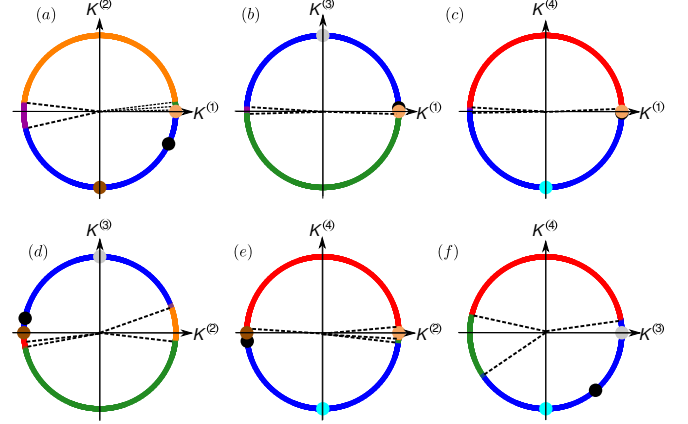 (a) K(2) K(1)
(b) K(3) K(1)
(c) K(4) K(1)
(d) K(3) K(2)
(e) K(4) K(2)
(f) K(4) K(3)